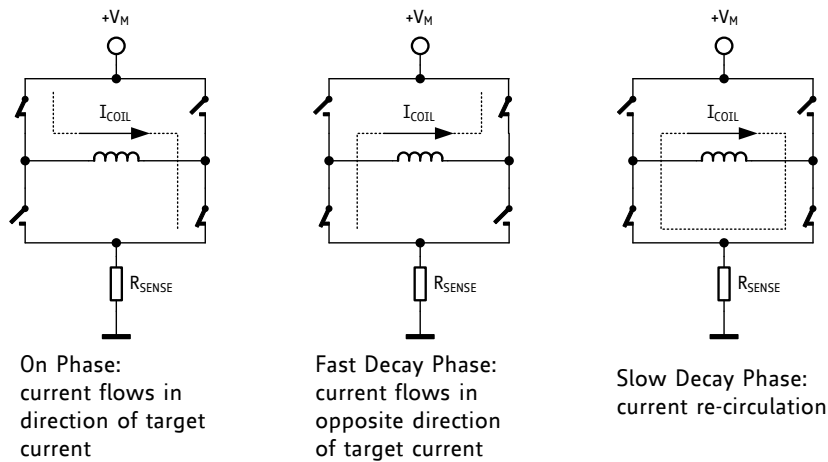 +VM
+VM
+VM
ICOIL
ICOIL
ICOIL
RSENSE
RSENSE
RSENSE
On Phase:
current flows in
direction of target
current
Fast Decay Phase:
current flows in
opposite direction
of target current
Slow Decay Phase:
current re-circulation